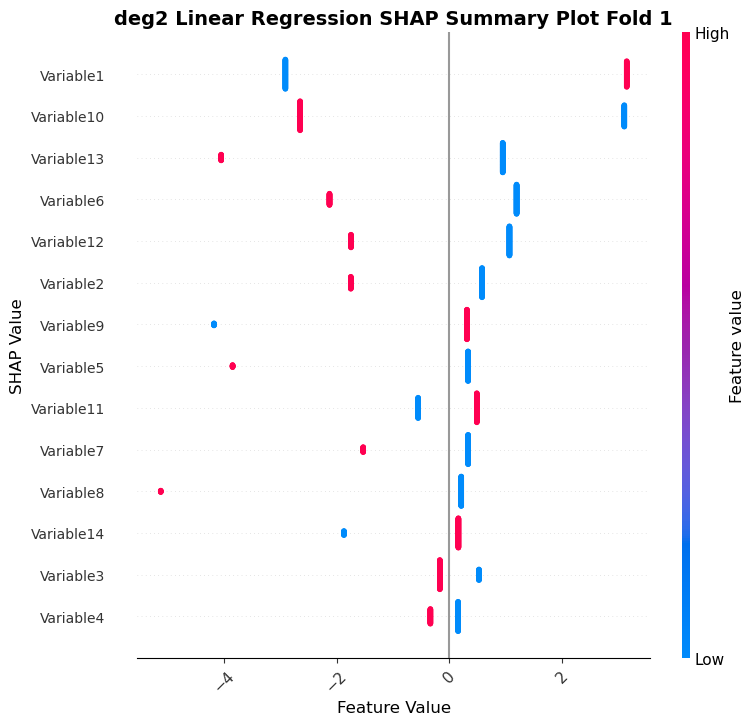 deg2 Linear Regression SHAP Summary Plot Fold 1
High
Variable1
Variable10
Variable13
Variable6
Variable12
Variable2
Variable9
Variable5
Variable11
Variable7
Variable8
Variable14
Variable3
Variable4
SHAP Value
Feature value
Low
−4
−2
0
2
Feature Value